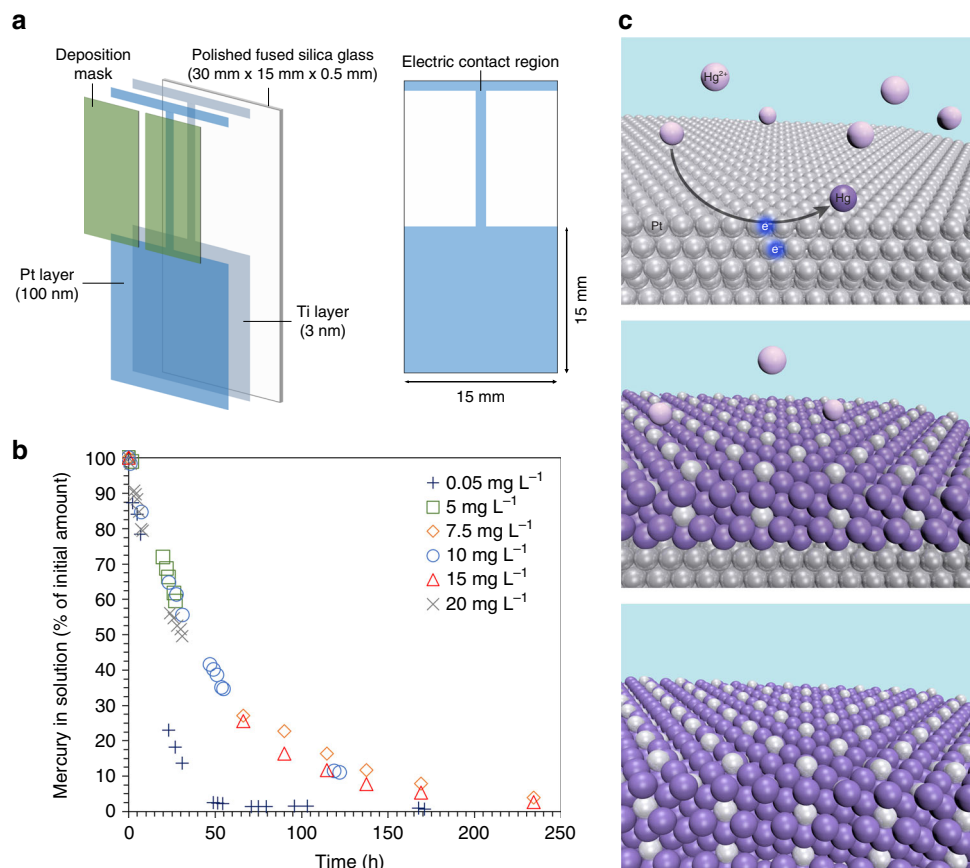 a
Deposition
mask
Polished fused silica glass
(30 mm x 15 mm x 0.5 mm)
Pt layer
(100 nm)
Ti layer
(3 nm)
Electric contact region
15 mm
15 mm
b
Mercury in solution (% of initial amount)
100
90
80
70
60
50
40
30
20
10
0
0
50
100
150
200
250
Time (h)
+ 0.05 mg L⁻¹
5 mg L⁻¹
7.5 mg L⁻¹
10 mg L⁻¹
15 mg L⁻¹
20 mg L⁻¹
c
Hg²⁺
Hg
Pt
e⁻
e⁻